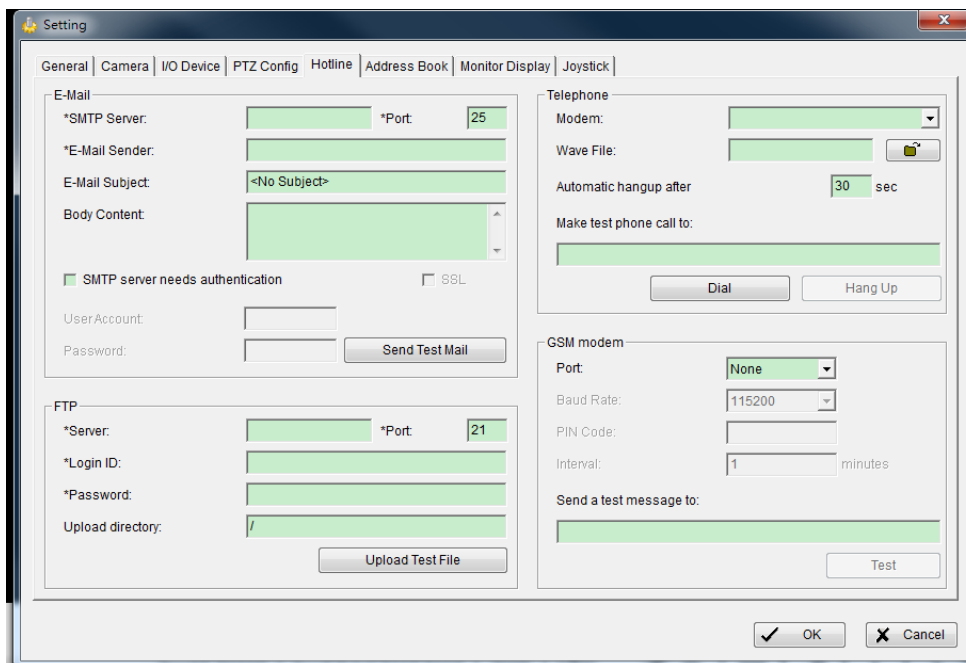 Setting
General Camera I/O Device PTZ Config Hotline Address Book Monitor Display Joystick
E-Mail
*SMTP Server: *Port: 25
*E-Mail Sender:
E-Mail Subject: <No Subject>
Body Content:
SMTP server needs authentication SSL
User Account:
Password: Send Test Mail
FTP
*Server: *Port: 21
*Login ID:
*Password:
Upload directory: /
Upload Test File
Telephone
Modem:
Wave File:
Automatic hangup after 30 sec
Make test phone call to:
Dial Hang Up
GSM modem
Port: None
Baud Rate: 115200
PIN Code:
Interval: 1 minutes
Send a test message to:
Test
OK Cancel